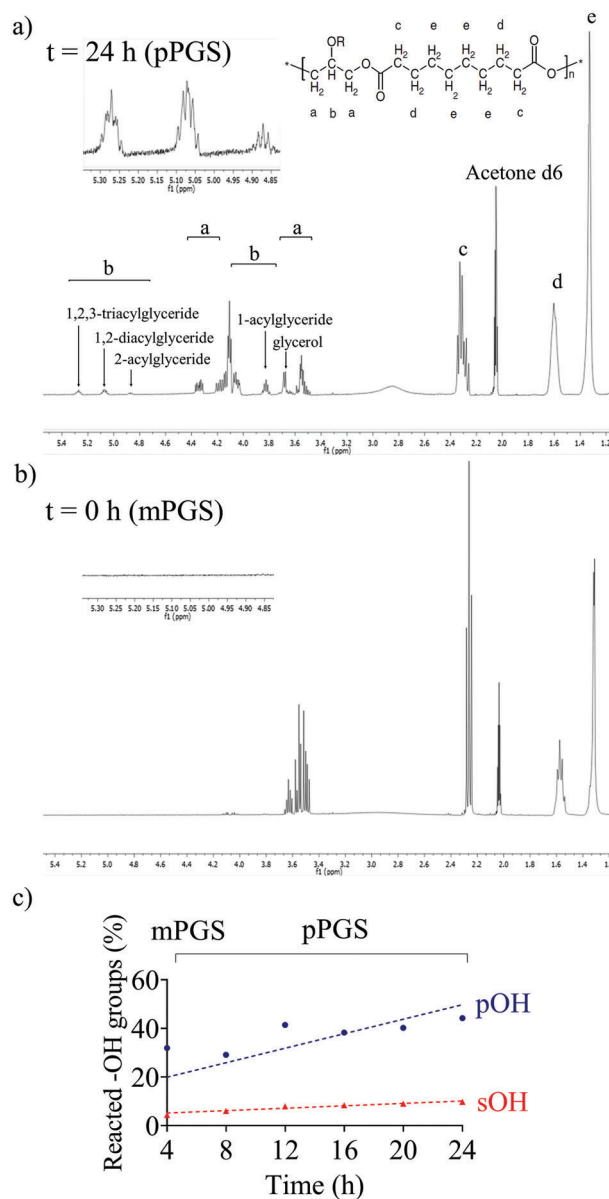 a)
t = 24 h (pPGS)
OR
c e e d
* H2C C H CH2 O C O H2C C H2 H2C C H2 H2C C H2 H2C C H2 O C O n *
a b a d e e c
5.30 5.25 5.20 5.15 5.10 5.05 5.00 4.95 4.90 4.85
f1 (ppm)
e
Acetone d6
a a
b b
c
d
1,2,3-triacylglyceride
1,2-diacylglyceride
2-acylglyceride
1-acylglyceride
glycerol
5.4 5.2 5.0 4.8 4.6 4.4 4.2 4.0 3.8 3.6 3.4 3.2 3.0 2.8 2.6 2.4 2.2 2.0 1.8 1.6 1.4 1.2
f1 (ppm)
b)
t = 0 h (mPGS)
5.30 5.25 5.20 5.15 5.10 5.05 5.00 4.95 4.90 4.85
f1 (ppm)
5.4 5.2 5.0 4.8 4.6 4.4 4.2 4.0 3.8 3.6 3.4 3.2 3.0 2.8 2.6 2.4 2.2 2.0 1.8 1.6 1.4 1.2
f1 (ppm)
c)
mPGS pPGS
Reacted -OH groups (%)
60
40
20
0
pOH
sOH
4 8 12 16 20 24
Time (h)